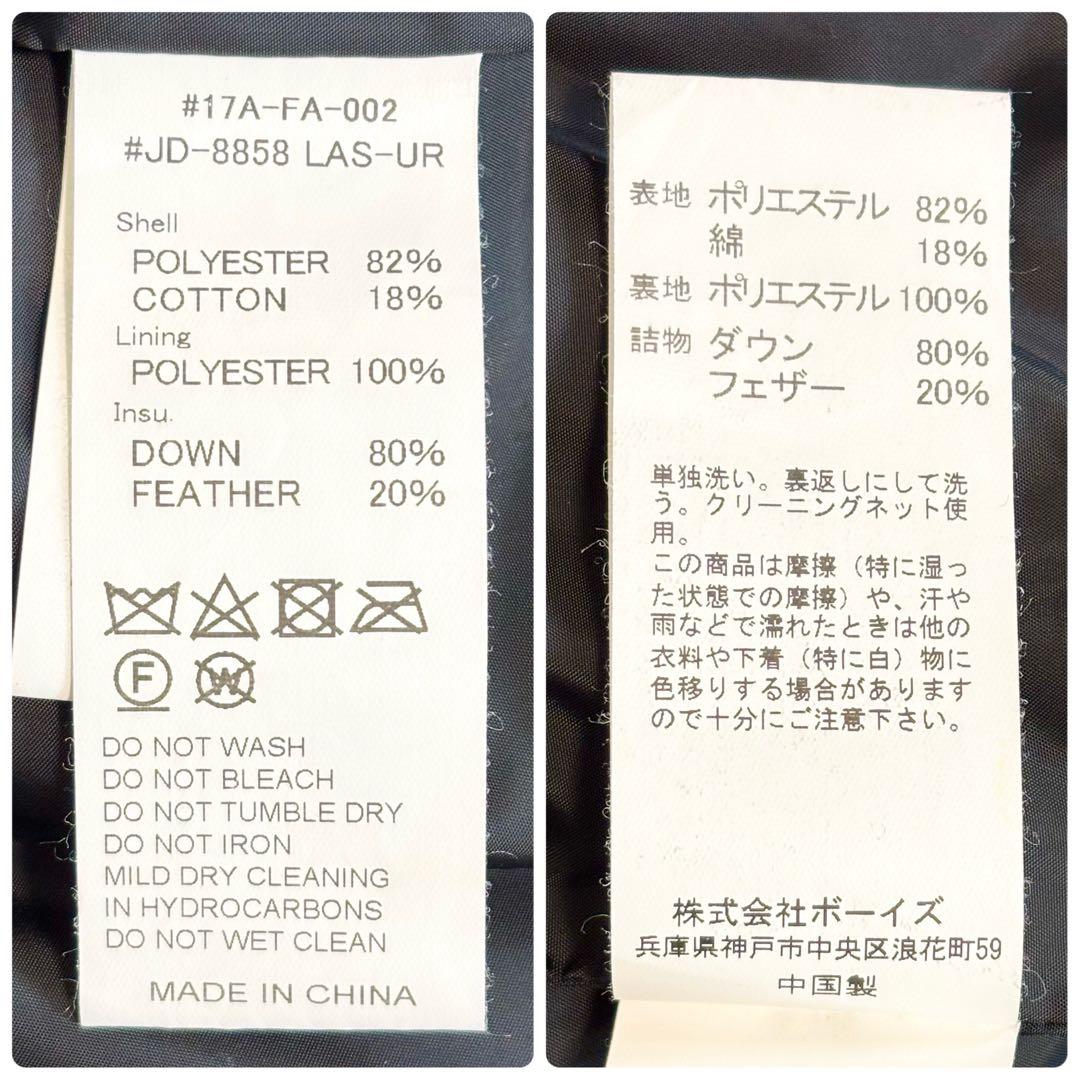 #17A-FA-002
#JD-8858 LAS-UR
Shell
POLYESTER 82%
COTTON 18%
Lining
POLYESTER 100%
Insu.
DOWN 80%
FEATHER 20%
F W
DO NOT WASH
DO NOT BLEACH
DO NOT TUMBLE DRY
DO NOT IRON
MILD DRY CLEANING
IN HYDROCARBONS
DO NOT WET CLEAN
MADE IN CHINA
表地 ポリエステル 82%
綿 18%
裏地 ポリエステル 100%
詰物 ダウン 80%
フェザー 20%
単独洗い。裏返しにして洗
う。クリーニングネット使
用。
この商品は摩擦（特に湿っ
た状態での摩擦）や、汗や
雨などで濡れたときは他の
衣料や下着（特に白）物に
色移りする場合があります
ので十分にご注意下さい。
株式会社ボーイズ
兵庫県神戸市中央区浪花町59
中国製